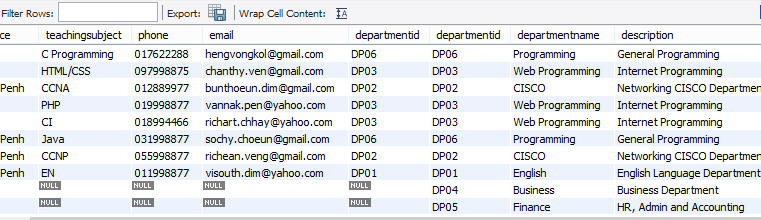 Filter Rows: Export: Wrap Cell Content:
ce teachingsubject phone email departmentid departmentid departmentname description
C Programming 017622288 hengvongkol@gmail.com DP06 DP06 Programming General Programming
HTML/CSS 097998875 chanthy.ven@gmail.com DP03 DP03 Web Programming Internet Programming
Penh CCNA 012889977 bunthoeun.dim@gmail.com DP02 DP02 CISCO Networking CISCO Departmen
PHP 019998877 vannak.pen@yahoo.com DP03 DP03 Web Programming Internet Programming
CI 018994466 richart.chhay@yahoo.com DP03 DP03 Web Programming Internet Programming
Penh Java 031998877 sochy.choeun@gmail.com DP06 DP06 Programming General Programming
Penh CCNP 055998877 richean.veng@gmail.com DP02 DP02 CISCO Networking CISCO Departmen
Penh EN 011998877 visouth.dim@yahoo.com DP01 DP01 English English Language Department
NULL NULL NULL NULL DP04 Business Business Department
NULL NULL NULL NULL DP05 Finance HR, Admin and Accounting